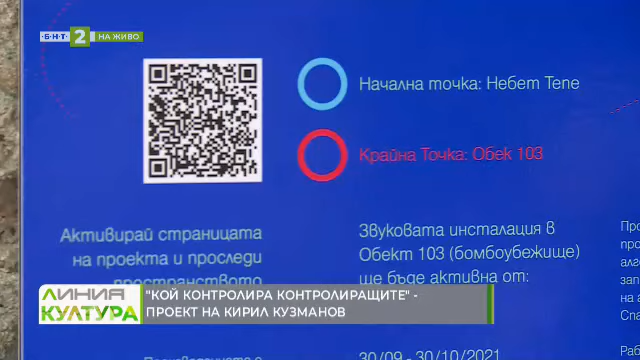 БНТ 2 НА ЖИВО
Начална точка: Небет Тепе
Крайна Точка: Обек 103
Активирай страницата
на проекта и проследи
пространството
Звуковата инсталация в
Обект 103 (бомбоубежище)
ще бъде активна от:
30/09 - 30/10/2021
ЛИНИЯ
КУЛТУРА
"КОЙ КОНТРОЛИРА КОНТРОЛИРАЩИТЕ" -
ПРОЕКТ НА КИРИЛ КУЗМАНОВ